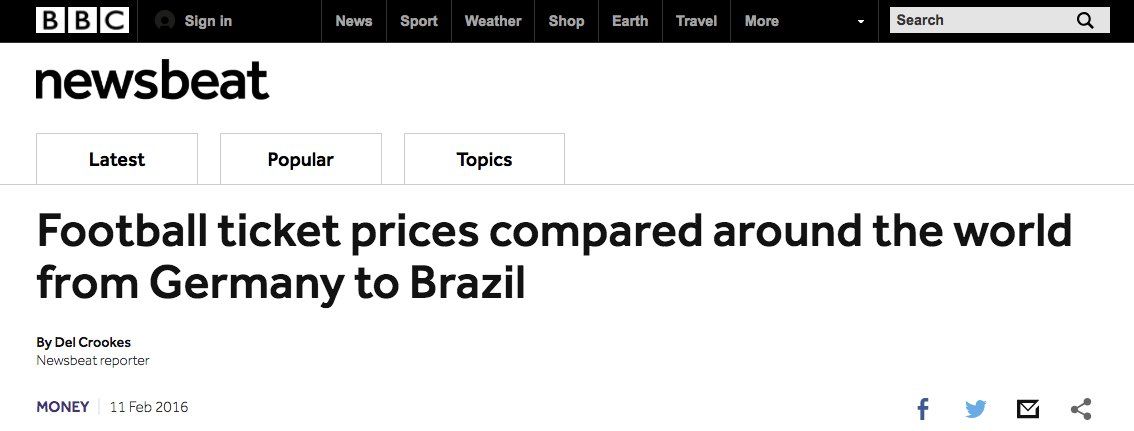 BBC Sign in News Sport Weather Shop Earth Travel More Search
newsbeat
Latest Popular Topics
Football ticket prices compared around the world
from Germany to Brazil
By Del Crookes
Newsbeat reporter
MONEY 11 Feb 2016